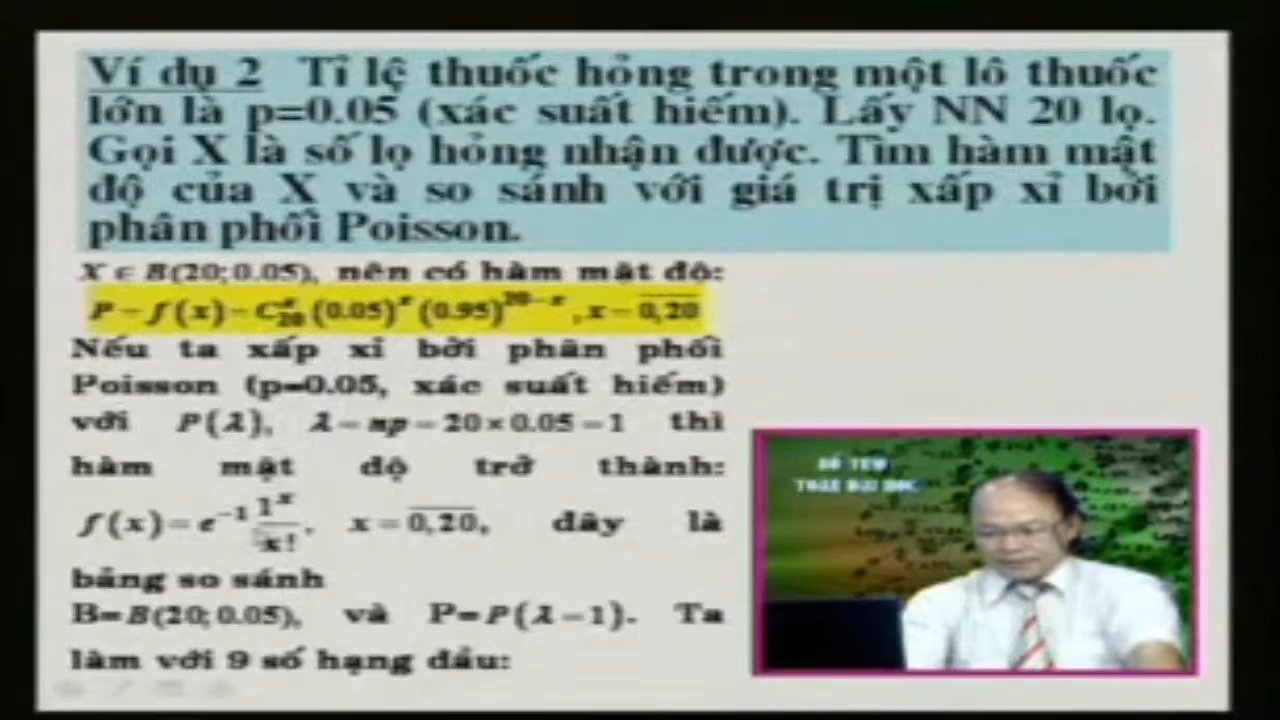 Ví dụ 2 Tỉ lệ thuốc hỏng trong một lô thuốc
lớn là p=0.05 (xác suất hiếm). Lấy NN 20 lọ.
Gọi X là số lọ hỏng nhận được. Tìm hàm mật
độ của X và so sánh với giá trị xấp xỉ bởi
phân phối Poisson.
X ∈ B(20; 0.05), nên có hàm mật độ:
P = f(x) = C₂₀ˣ (0.05)ˣ (0.95)²⁰⁻ˣ, x = 0,20
Nếu ta xấp xỉ bởi phân phối
Poisson (p=0.05, xác suất hiếm)
với P(λ), λ = np = 20×0.05 = 1 thì
hàm mật độ trở thành:
f(x) = e⁻¹ 1ˣ/x!, x = 0,20, đây là
bảng so sánh
B=B(20; 0.05), và P=P(λ=1). Ta
làm với 9 số hạng đầu: